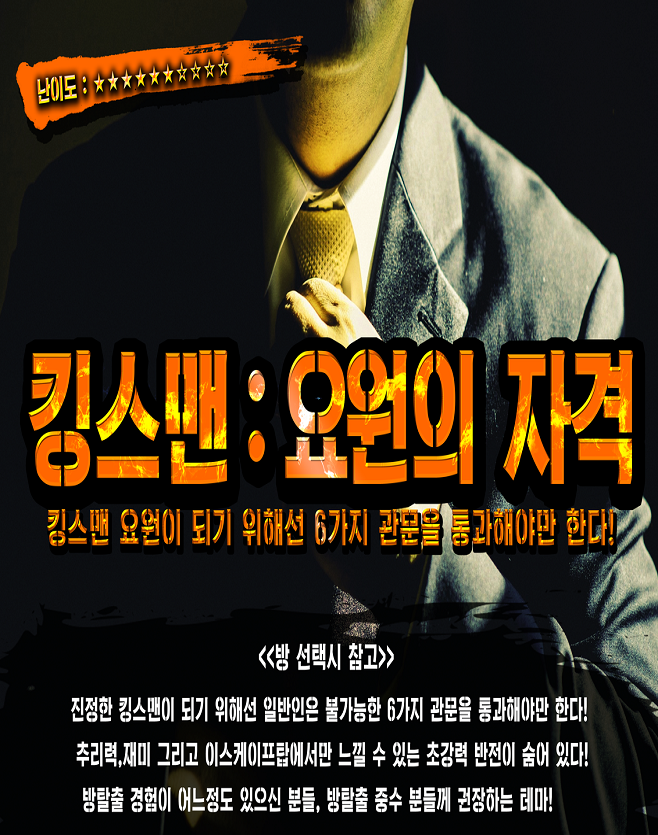 난이도 : ★★★★★★☆☆☆☆
킹스맨 : 요원의 자격
킹스맨 요원이 되기 위해선 6가지 관문을 통과해야만 한다!
<<방 선택시 참고>>
진정한 킹스맨이 되기 위해선 일반인은 불가능한 6가지 관문을 통과해야만 한다!
추리력,재미 그리고 이스케이프탑에서만 느낄 수 있는 초강력 반전이 숨어 있다!
방탈출 경험이 어느정도 있으신 분들, 방탈출 중수 분들께 권장하는 테마!